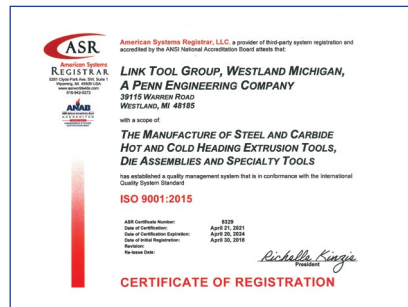 ASR
American Systems
REGISTRAR
5281 Clyde Park Ave. SW, Suite 1
Wyoming, MI 49509 USA
www.asrworldwide.com
616-942-6273
ANAB
ACCREDITED
American Systems Registrar, LLC, a provider of third-party system registration and
accredited by the ANSI National Accreditation Board attests that:
LINK TOOL GROUP, WESTLAND MICHIGAN,
A PENN ENGINEERING COMPANY
39115 WARREN ROAD
WESTLAND, MI 48185
with a scope of:
THE MANUFACTURE OF STEEL AND CARBIDE
HOT AND COLD HEADING EXTRUSION TOOLS,
DIE ASSEMBLIES AND SPECIALTY TOOLS
has established a quality management system that is in conformance with the International
Quality System Standard
ISO 9001:2015
ASR Certificate Number: 8329
Date of Certification: April 21, 2021
Date of Certification Expiration: April 20, 2024
Date of Initial Registration: April 30, 2018
Revision:
Re-Issue Date:
Richelle Kinzie
President
CERTIFICATE OF REGISTRATION